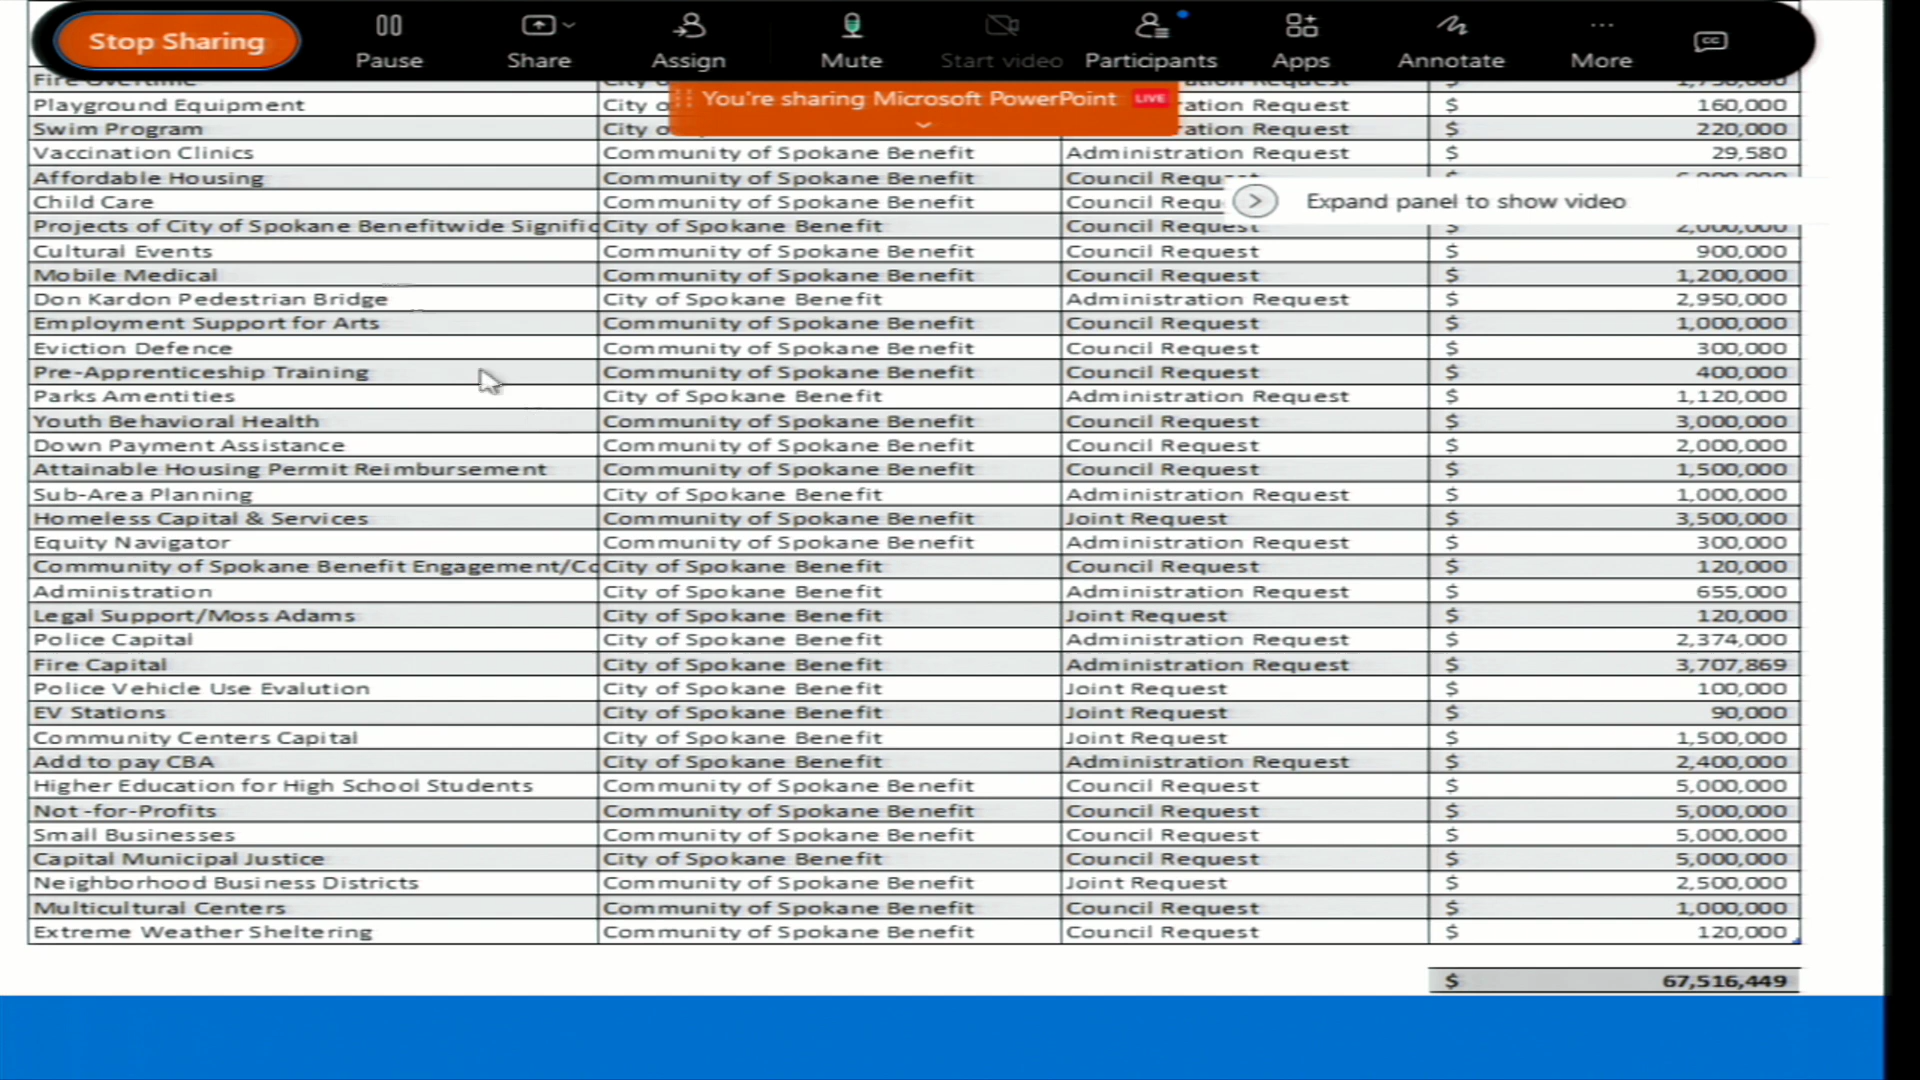 Stop Sharing Pause Share Assign Mute Start video Participants Apps Annotate More CC
You're sharing Microsoft PowerPoint LIVE
Expand panel to show video
Fire Overtime City o ation Request $
Playground Equipment City o ation Request $ 160,000
Swim Program City o ation Request $ 220,000
Vaccination Clinics Community of Spokane Benefit Administration Request $ 29,580
Affordable Housing Community of Spokane Benefit Council Requ
Child Care Community of Spokane Benefit Council Requ
Projects of City of Spokane Benefitwide Signific City of Spokane Benefit Council Request $ 2,000,000
Cultural Events Community of Spokane Benefit Council Request $ 900,000
Mobile Medical Community of Spokane Benefit Council Request $ 1,200,000
Don Kardon Pedestrian Bridge City of Spokane Benefit Administration Request $ 2,950,000
Employment Support for Arts Community of Spokane Benefit Council Request $ 1,000,000
Eviction Defence Community of Spokane Benefit Council Request $ 300,000
Pre-Apprenticeship Training Community of Spokane Benefit Council Request $ 400,000
Parks Amentities City of Spokane Benefit Administration Request $ 1,120,000
Youth Behavioral Health Community of Spokane Benefit Council Request $ 3,000,000
Down Payment Assistance Community of Spokane Benefit Council Request $ 2,000,000
Attainable Housing Permit Reimbursement Community of Spokane Benefit Council Request $ 1,500,000
Sub-Area Planning City of Spokane Benefit Administration Request $ 1,000,000
Homeless Capital & Services Community of Spokane Benefit Joint Request $ 3,500,000
Equity Navigator Community of Spokane Benefit Administration Request $ 300,000
Community of Spokane Benefit Engagement/Co City of Spokane Benefit Council Request $ 120,000
Administration City of Spokane Benefit Administration Request $ 655,000
Legal Support/Moss Adams City of Spokane Benefit Joint Request $ 120,000
Police Capital City of Spokane Benefit Administration Request $ 2,374,000
Fire Capital City of Spokane Benefit Administration Request $ 3,707,869
Police Vehicle Use Evalution City of Spokane Benefit Joint Request $ 100,000
EV Stations City of Spokane Benefit Joint Request $ 90,000
Community Centers Capital City of Spokane Benefit Joint Request $ 1,500,000
Add to pay CBA City of Spokane Benefit Administration Request $ 2,400,000
Higher Education for High School Students Community of Spokane Benefit Council Request $ 5,000,000
Not -for-Profits Community of Spokane Benefit Council Request $ 5,000,000
Small Businesses Community of Spokane Benefit Council Request $ 5,000,000
Capital Municipal Justice City of Spokane Benefit Council Request $ 5,000,000
Neighborhood Business Districts Community of Spokane Benefit Joint Request $ 2,500,000
Multicultural Centers Community of Spokane Benefit Council Request $ 1,000,000
Extreme Weather Sheltering Community of Spokane Benefit Council Request $ 120,000
$ 67,516,449